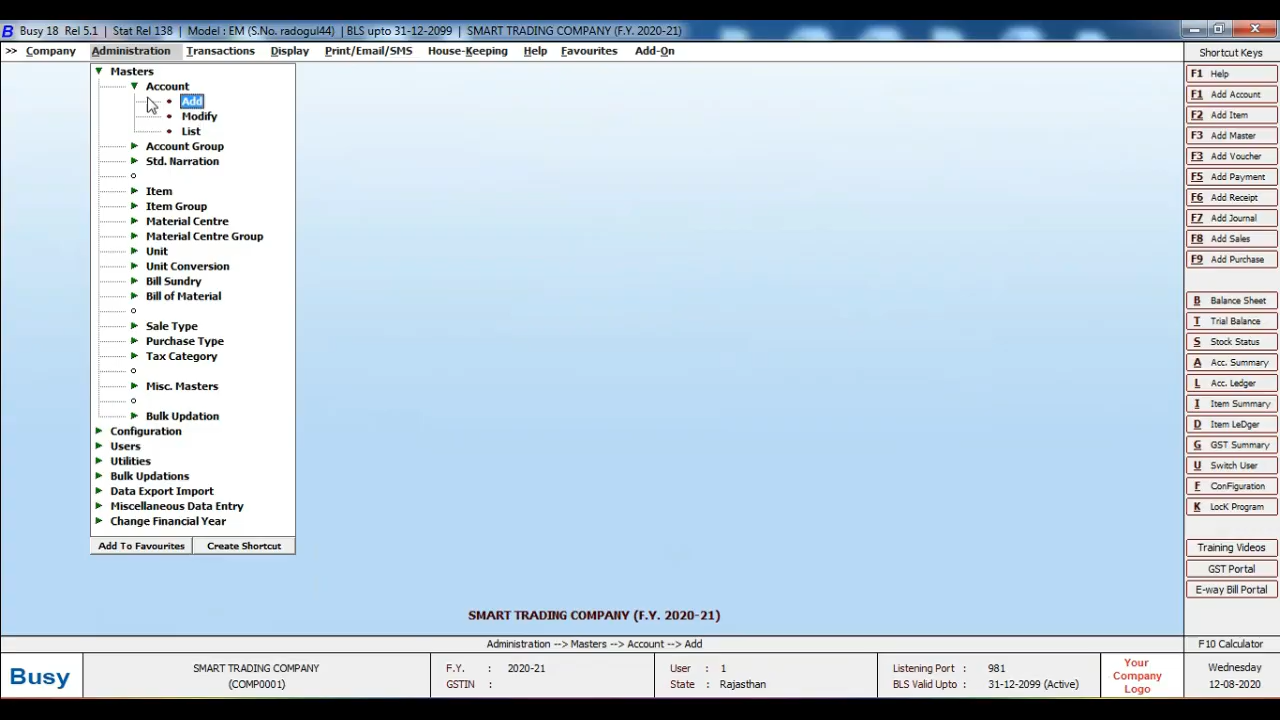 B Busy 18 Rel 5.1 | Stat Rel 138 | Model : EM (S.No. radogul44) | BLS upto 31-12-2099 | SMART TRADING COMPANY (F.Y. 2020-21)
>> Company Administration Transactions Display Print/Email/SMS House-Keeping Help Favourites Add-On
Shortcut Keys
Masters
Account
Add
Modify
List
Account Group
Std. Narration
Item
Item Group
Material Centre
Material Centre Group
Unit
Unit Conversion
Bill Sundry
Bill of Material
Sale Type
Purchase Type
Tax Category
Misc. Masters
Bulk Updation
Configuration
Users
Utilities
Bulk Updations
Data Export Import
Miscellaneous Data Entry
Change Financial Year
Add To Favourites Create Shortcut
F1 Help
F1 Add Account
F2 Add Item
F3 Add Master
F3 Add Voucher
F5 Add Payment
F6 Add Receipt
F7 Add Journal
F8 Add Sales
F9 Add Purchase
B Balance Sheet
T Trial Balance
S Stock Status
A Acc. Summary
L Acc. Ledger
I Item Summary
D Item LeDger
G GST Summary
U Switch User
F ConFiguration
K LocK Program
Training Videos
GST Portal
E-way Bill Portal
SMART TRADING COMPANY (F.Y. 2020-21)
Administration --> Masters --> Account --> Add
F10 Calculator
Busy
SMART TRADING COMPANY
(COMP0001)
F.Y. : 2020-21
GSTIN :
User : 1
State : Rajasthan
Listening Port : 981
BLS Valid Upto : 31-12-2099 (Active)
Your
Company
Logo
Wednesday
12-08-2020